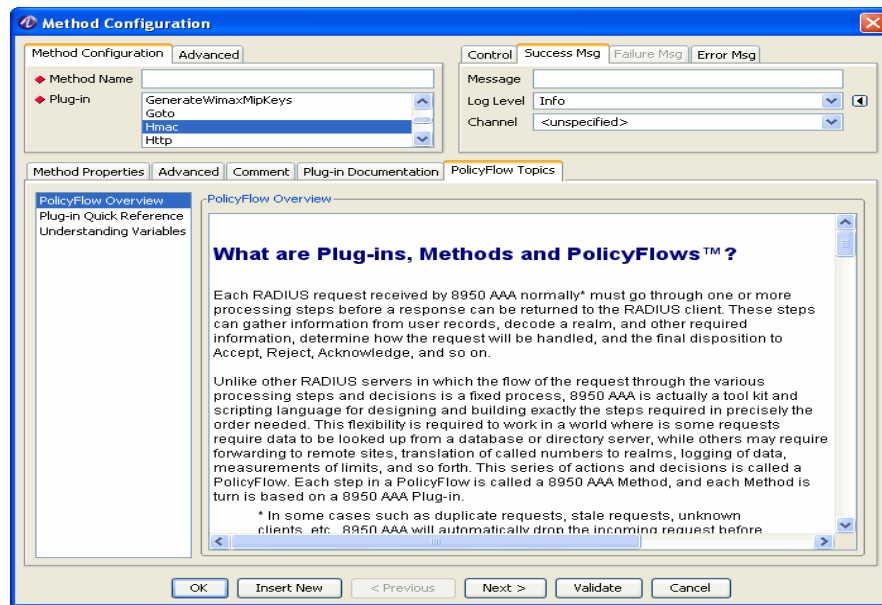 Method Configuration
Method Configuration
Advanced
Method Name
Plug-in
GenerateWimaxMipKeys
Goto
Hmac
Http
Control
Success Msg
Failure Msg
Error Msg
Message
Log Level
Info
Channel
<unspecified>
Method Properties
Advanced
Comment
Plug-in Documentation
PolicyFlow Topics
PolicyFlow Overview
Plug-in Quick Reference
Understanding Variables
PolicyFlow Overview
What are Plug-ins, Methods and PolicyFlows™?
Each RADIUS request received by 8950 AAA normally* must go through one or more
processing steps before a response can be returned to the RADIUS client. These steps
can gather information from user records, decode a realm, and other required
information, determine how the request will be handled, and the final disposition to
Accept, Reject, Acknowledge, and so on.
Unlike other RADIUS servers in which the flow of the request through the various
processing steps and decisions is a fixed process, 8950 AAA is actually a tool kit and
scripting language for designing and building exactly the steps required in precisely the
order needed. This flexibility is required to work in a world where is some requests
require data to be looked up from a database or directory server, while others may require
forwarding to remote sites, translation of called numbers to realms, logging of data,
measurements of limits, and so forth. This series of actions and decisions is called a
PolicyFlow. Each step in a PolicyFlow is called a 8950 AAA Method, and each Method is
turn is based on a 8950 AAA Plug-in.
* In some cases such as duplicate requests, stale requests, unknown
clients, etc., 8950 AAA will automatically drop the incoming request before
OK
Insert New
< Previous
Next >
Validate
Cancel